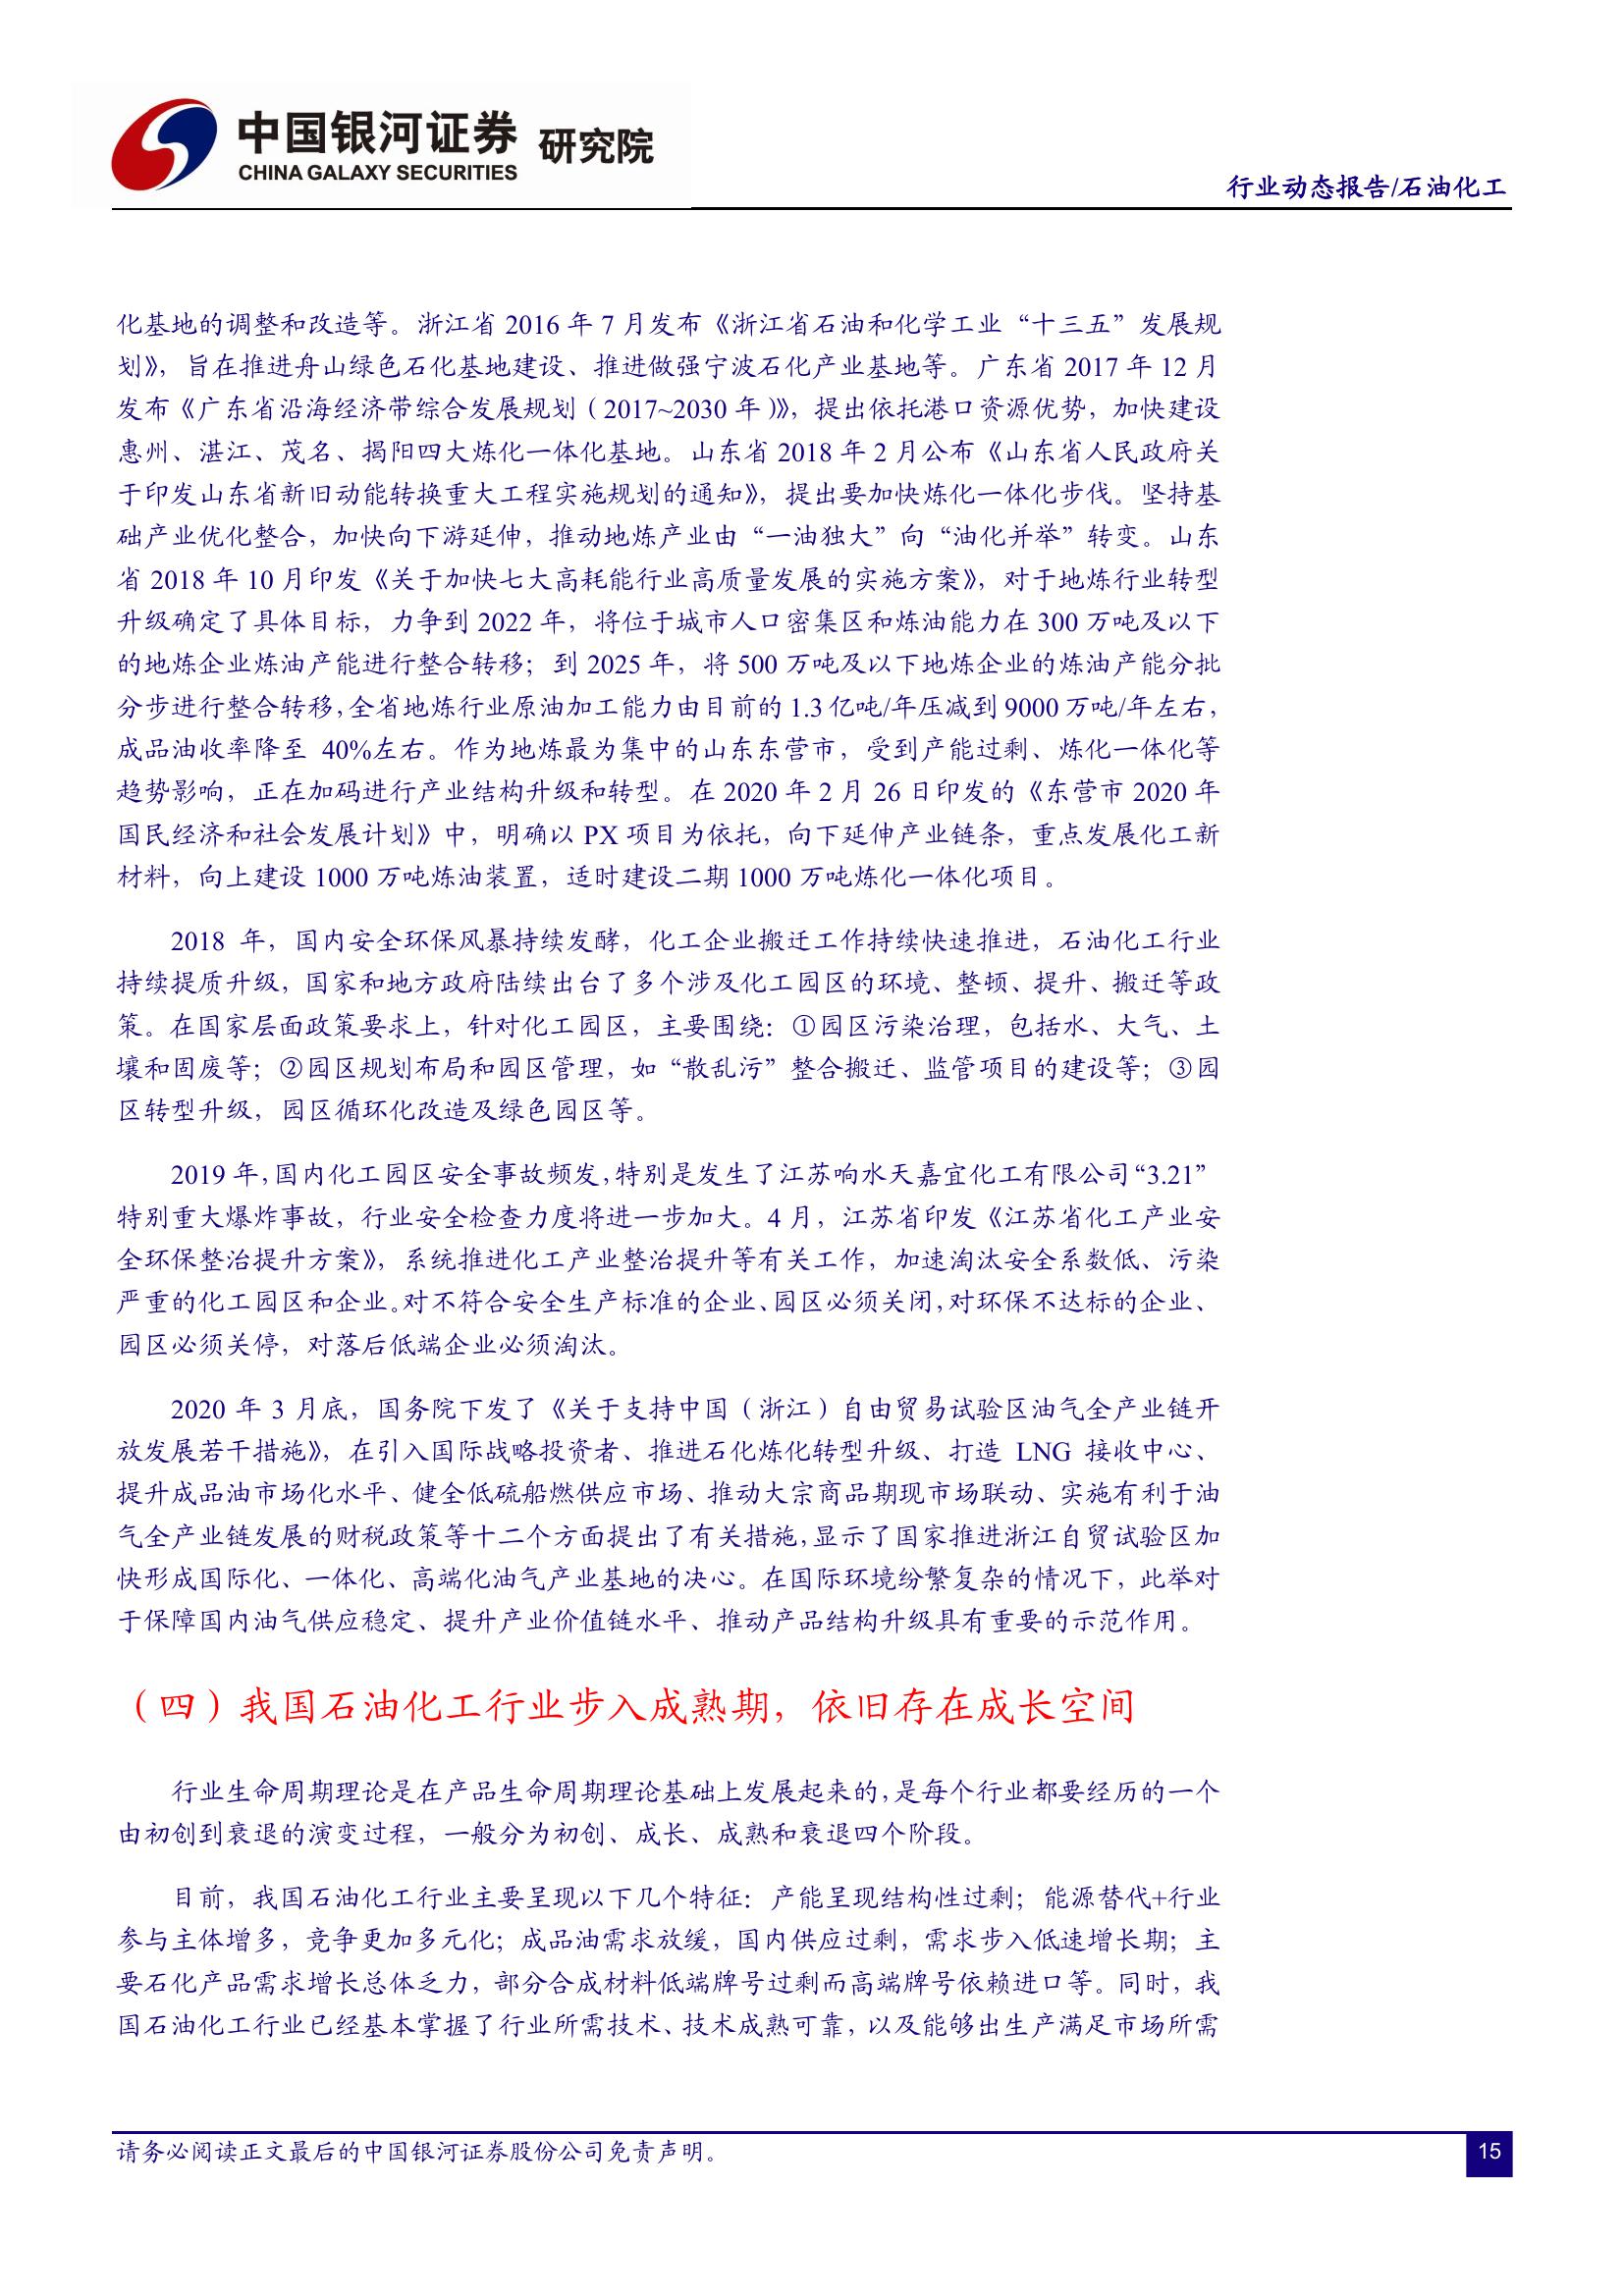 中国银河证券 研究院
CHINA GALAXY SECURITIES
行业动态报告/石油化工
化基地的调整和改造等。浙江省 2016 年 7 月发布《浙江省石油和化学工业“十三五”发展规
划》，旨在推进舟山绿色石化基地建设、推进做强宁波石化产业基地等。广东省 2017 年 12 月
发布《广东省沿海经济带综合发展规划（2017~2030 年）》，提出依托港口资源优势，加快建设
惠州、湛江、茂名、揭阳四大炼化一体化基地。山东省 2018 年 2 月公布《山东省人民政府关
于印发山东省新旧动能转换重大工程实施规划的通知》，提出要加快炼化一体化步伐。坚持基
础产业优化整合，加快向下游延伸，推动地炼产业由“一油独大”向“油化并举”转变。山东
省 2018 年 10 月印发《关于加快七大高耗能行业高质量发展的实施方案》，对于地炼行业转型
升级确定了具体目标，力争到 2022 年，将位于城市人口密集区和炼油能力在 300 万吨及以下
的地炼企业炼油产能进行整合转移；到 2025 年，将 500 万吨及以下地炼企业的炼油产能分批
分步进行整合转移，全省地炼行业原油加工能力由目前的 1.3 亿吨/年压减到 9000 万吨/年左右，
成品油收率降至 40%左右。作为地炼最为集中的山东东营市，受到产能过剩、炼化一体化等
趋势影响，正在加码进行产业结构升级和转型。在 2020 年 2 月 26 日印发的《东营市 2020 年
国民经济和社会发展计划》中，明确以 PX 项目为依托，向下延伸产业链条，重点发展化工新
材料，向上建设 1000 万吨炼油装置，适时建设二期 1000 万吨炼化一体化项目。
2018 年，国内安全环保风暴持续发酵，化工企业搬迁工作持续快速推进，石油化工行业
持续提质升级，国家和地方政府陆续出台了多个涉及化工园区的环境、整顿、提升、搬迁等政
策。在国家层面政策要求上，针对化工园区，主要围绕：①园区污染治理，包括水、大气、土
壤和固废等；②园区规划布局和园区管理，如“散乱污”整合搬迁、监管项目的建设等；③园
区转型升级，园区循环化改造及绿色园区等。
2019 年，国内化工园区安全事故频发，特别是发生了江苏响水天嘉宜化工有限公司“3.21”
特别重大爆炸事故，行业安全检查力度将进一步加大。4 月，江苏省印发《江苏省化工产业安
全环保整治提升方案》，系统推进化工产业整治提升等有关工作，加速淘汰安全系数低、污染
严重的化工园区和企业。对不符合安全生产标准的企业、园区必须关闭，对环保不达标的企业、
园区必须关停，对落后低端企业必须淘汰。
2020 年 3 月底，国务院下发了《关于支持中国（浙江）自由贸易试验区油气全产业链开
放发展若干措施》，在引入国际战略投资者、推进石化炼化转型升级、打造 LNG 接收中心、
提升成品油市场化水平、健全低硫船燃供应市场、推动大宗商品期现市场联动、实施有利于油
气全产业链发展的财税政策等十二个方面提出了有关措施，显示了国家推进浙江自贸试验区加
快形成国际化、一体化、高端化油气产业基地的决心。在国际环境纷繁复杂的情况下，此举对
于保障国内油气供应稳定、提升产业价值链水平、推动产品结构升级具有重要的示范作用。
（四）我国石油化工行业步入成熟期，依旧存在成长空间
行业生命周期理论是在产品生命周期理论基础上发展起来的，是每个行业都要经历的一个
由初创到衰退的演变过程，一般分为初创、成长、成熟和衰退四个阶段。
目前，我国石油化工行业主要呈现以下几个特征：产能呈现结构性过剩；能源替代+行业
参与主体增多，竞争更加多元化；成品油需求放缓，国内供应过剩，需求步入低速增长期；主
要石化产品需求增长总体乏力，部分合成材料低端牌号过剩而高端牌号依赖进口等。同时，我
国石油化工行业已经基本掌握了行业所需技术、技术成熟可靠，以及能够出生产满足市场所需
请务必阅读正文最后的中国银河证券股份公司免责声明。
15